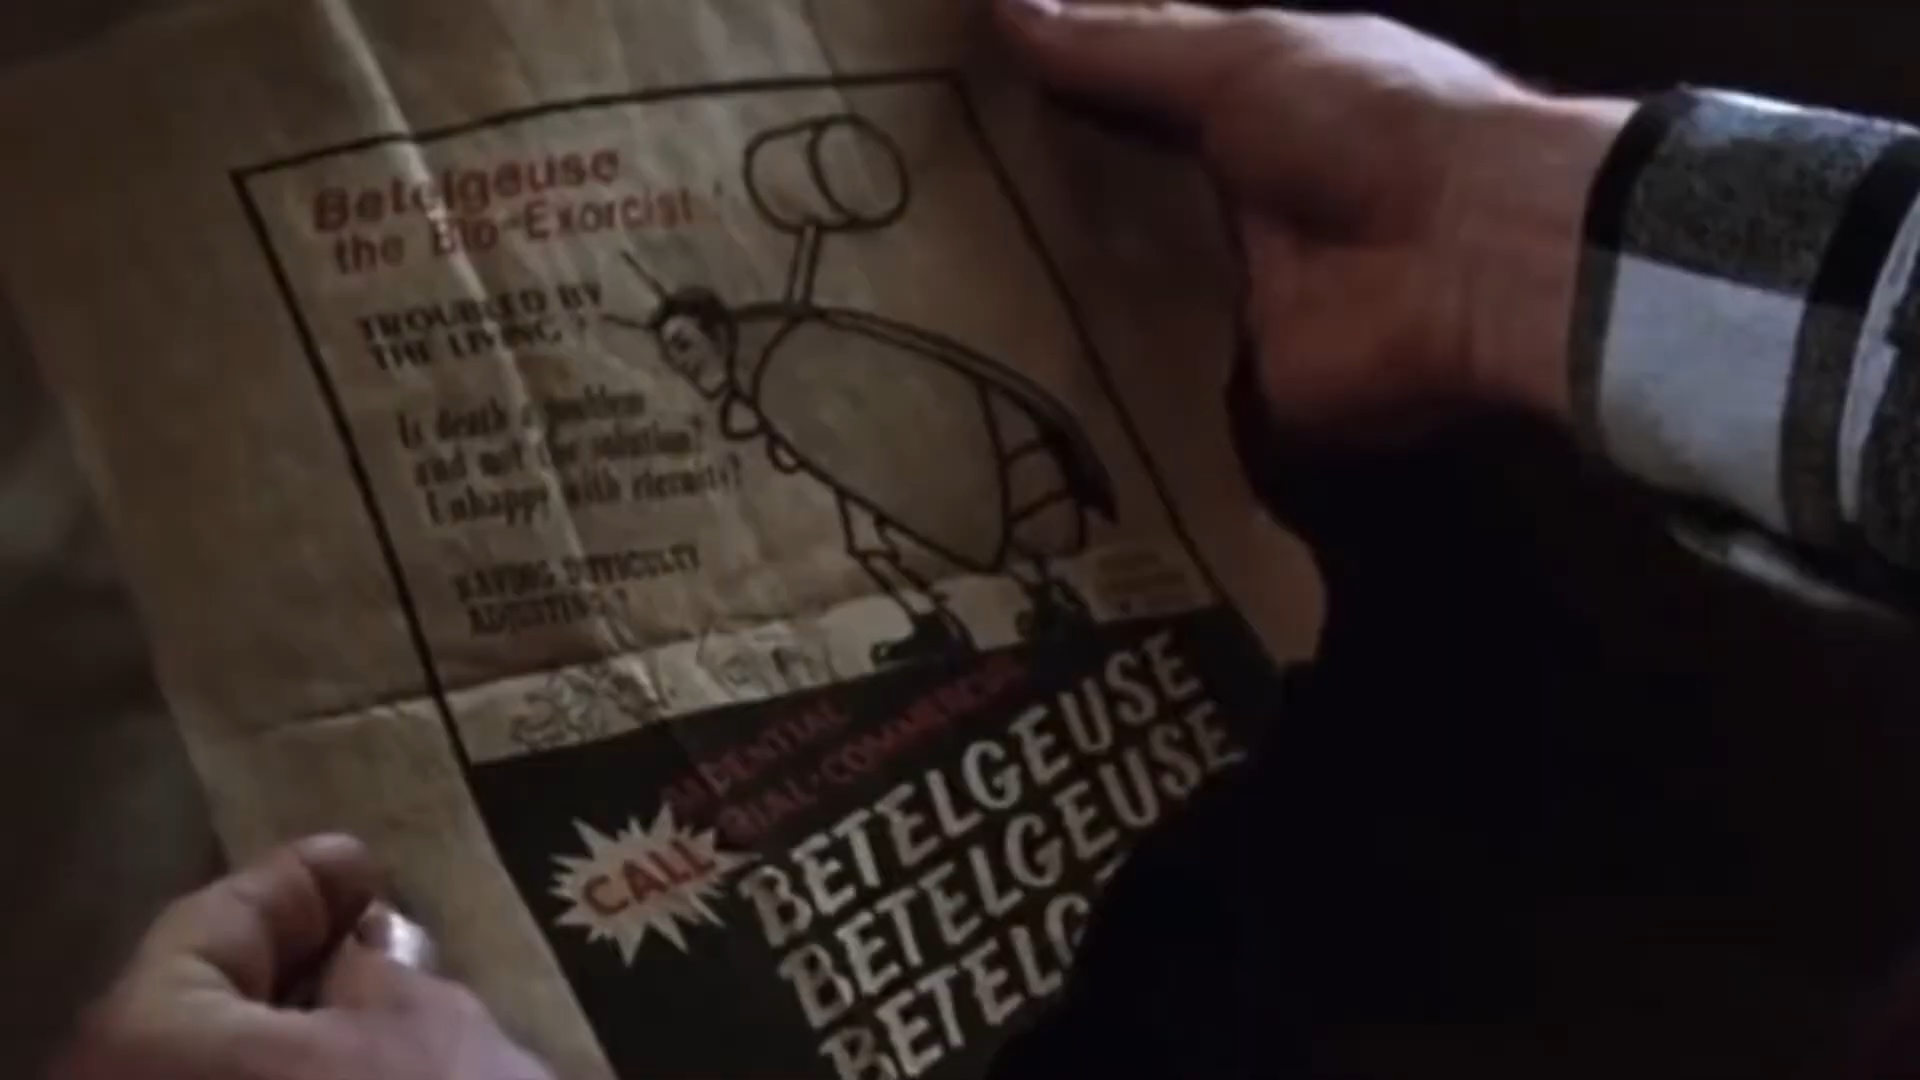 Betelgeuse
the Bio-Exorcist
TROUBLED BY
THE LIVING?
Is death a problem
and not the solution?
Unhappy with eternity?
HAVING DIFFICULTY
ADJUSTING?
CALL
BETELGEUSE
BETELGEUSE
BETELG